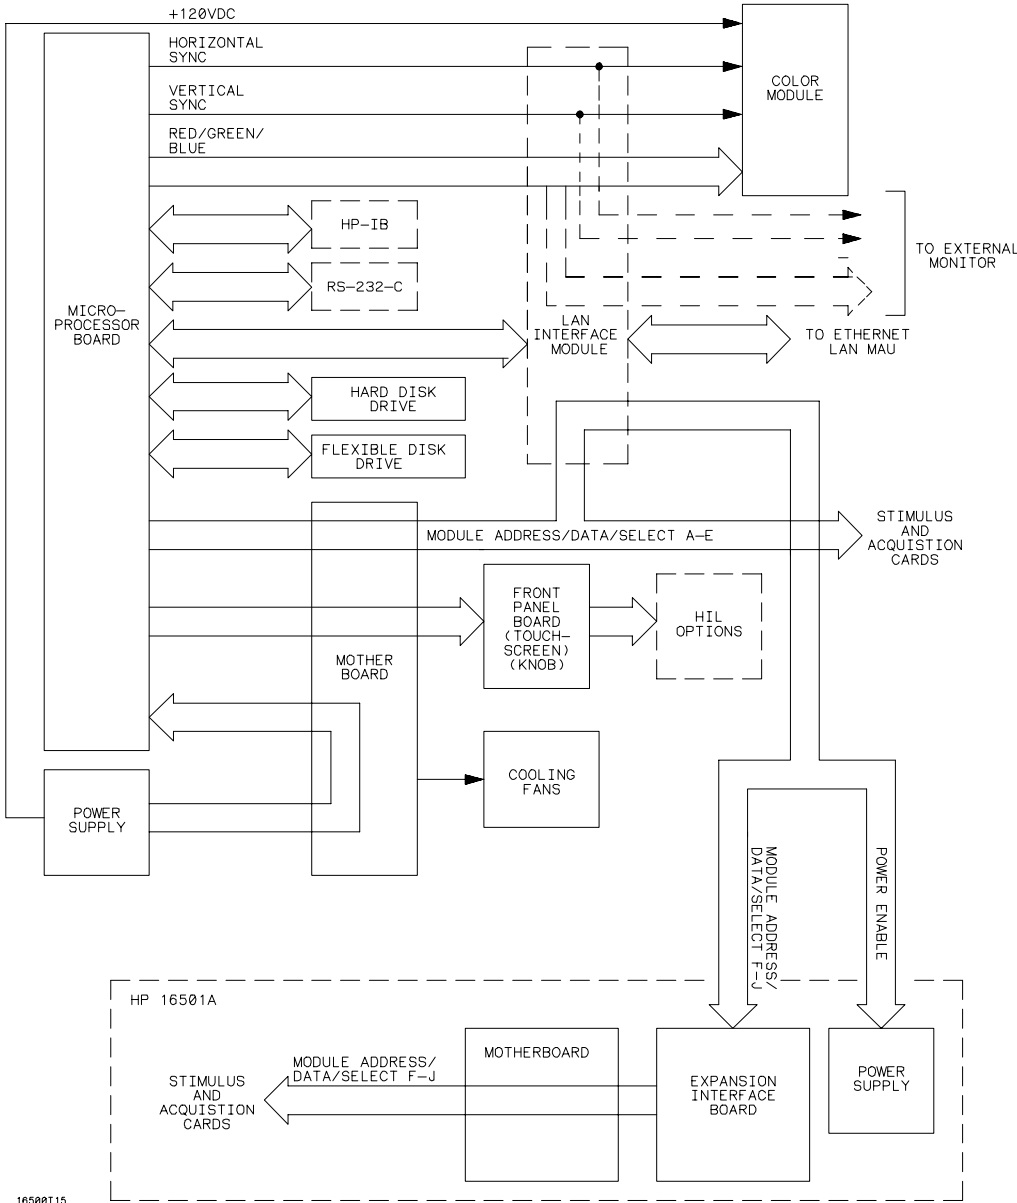 +120VDC
HORIZONTAL
SYNC
VERTICAL
SYNC
RED/GREEN/
BLUE
COLOR
MODULE
HP-IB
RS-232-C
TO EXTERNAL
MONITOR
MICRO-
PROCESSOR
BOARD
LAN
INTERFACE
MODULE
TO ETHERNET
LAN MAU
HARD DISK
DRIVE
FLEXIBLE DISK
DRIVE
MODULE ADDRESS/DATA/SELECT A-E
STIMULUS
AND
ACQUISTION
CARDS
FRONT
PANEL
BOARD
(TOUCH-
SCREEN)
(KNOB)
HIL
OPTIONS
MOTHER
BOARD
COOLING
FANS
POWER
SUPPLY
MODULE ADDRESS/
DATA/SELECT F-J
POWER ENABLE
HP 16501A
STIMULUS
AND
ACQUISTION
CARDS
MODULE ADDRESS/
DATA/SELECT F-J
MOTHERBOARD
EXPANSION
INTERFACE
BOARD
POWER
SUPPLY
16500T15